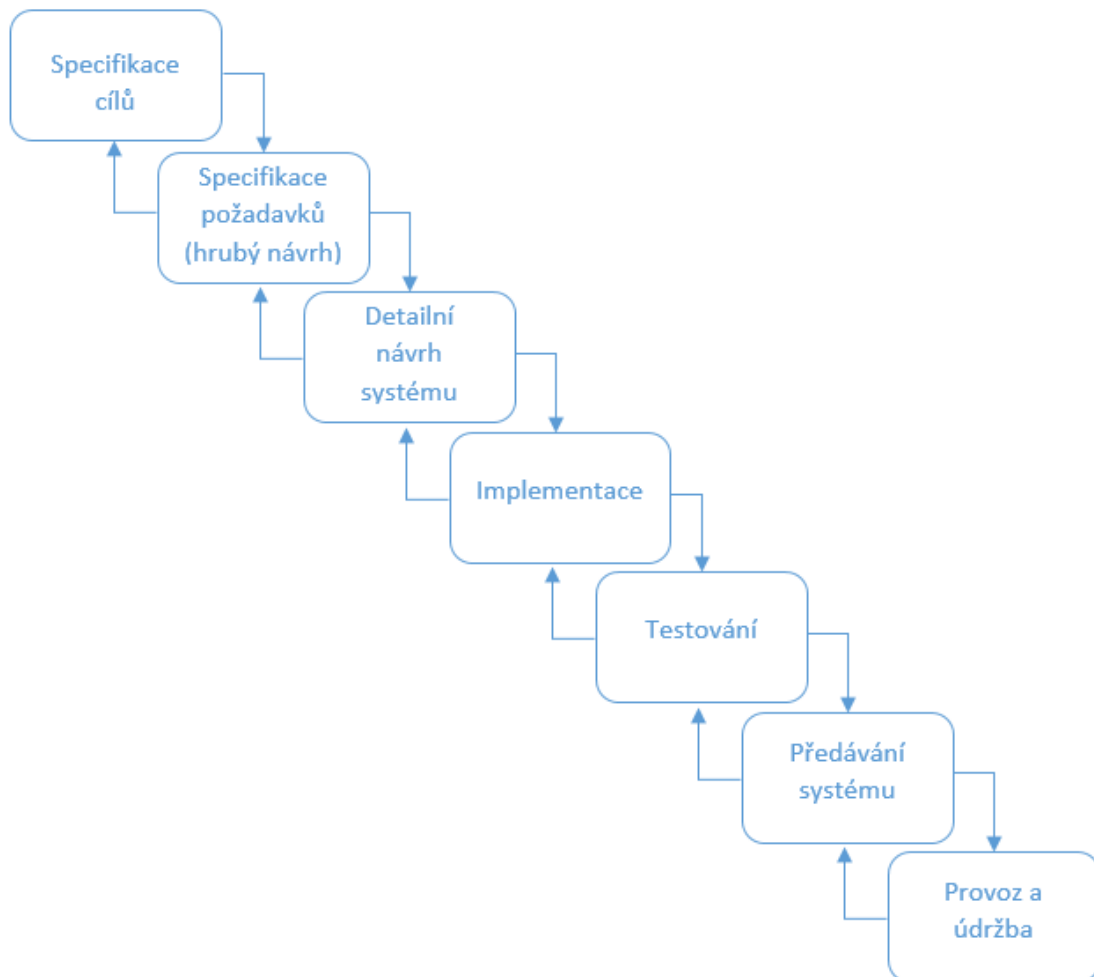 Specifikace
cílů
Specifikace
požadavků
(hrubý návrh)
Detailní
návrh
systému
Implementace
Testování
Předávání
systému
Provoz a
údržba